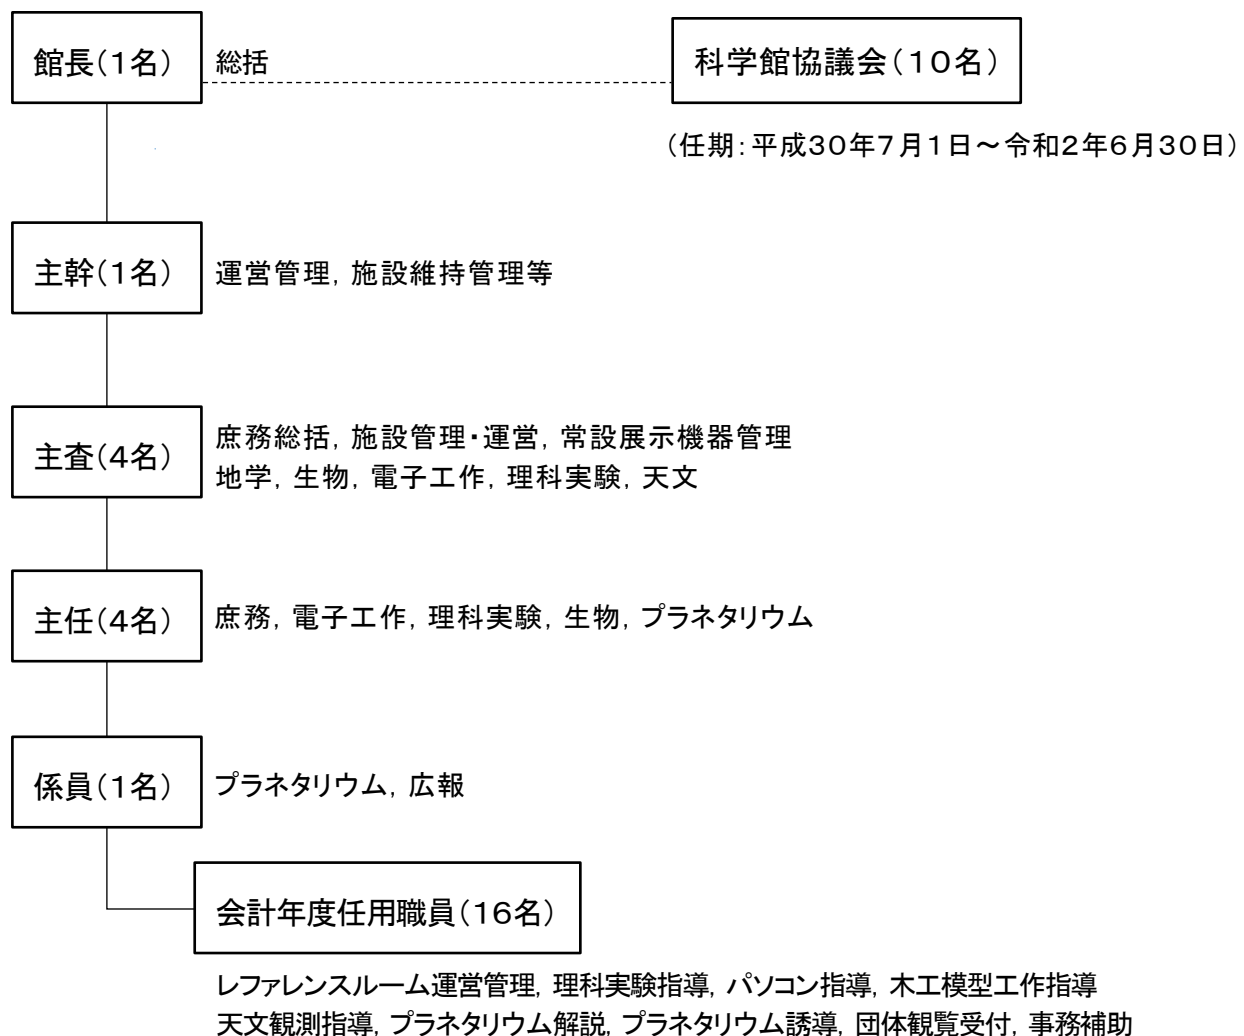 館長（１名）
総括
科学館協議会（１０名）
（任期：平成３０年７月１日～令和２年６月３０日）
主幹（１名）
運営管理，施設維持管理等
主査（４名）
庶務総括，施設管理・運営，常設展示機器管理
地学，生物，電子工作，理科実験，天文
主任（４名）
庶務，電子工作，理科実験，生物，プラネタリウム
係員（１名）
プラネタリウム，広報
会計年度任用職員（１６名）
レファレンスルーム運営管理，理科実験指導，パソコン指導，木工模型工作指導
天文観測指導，プラネタリウム解説，プラネタリウム誘導，団体観覧受付，事務補助